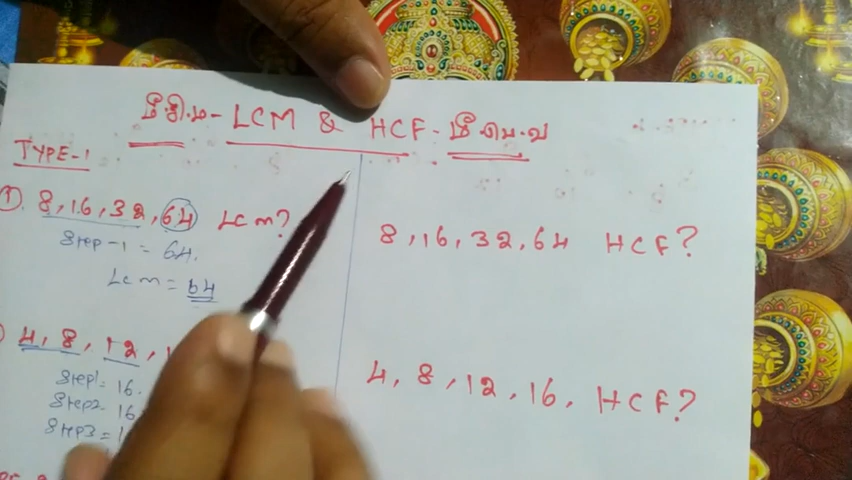 மீ.சி.ம - LCM & HCF - மீ.பெ.வ
TYPE-1
①. 8, 16, 32, 64 LCM?
Step-1 = 64.
LCM = 64
4, 8, 12,
Step1= 16.
Step2- 16
Step3 =
8, 16, 32, 64 HCF?
4, 8, 12, 16, HCF?